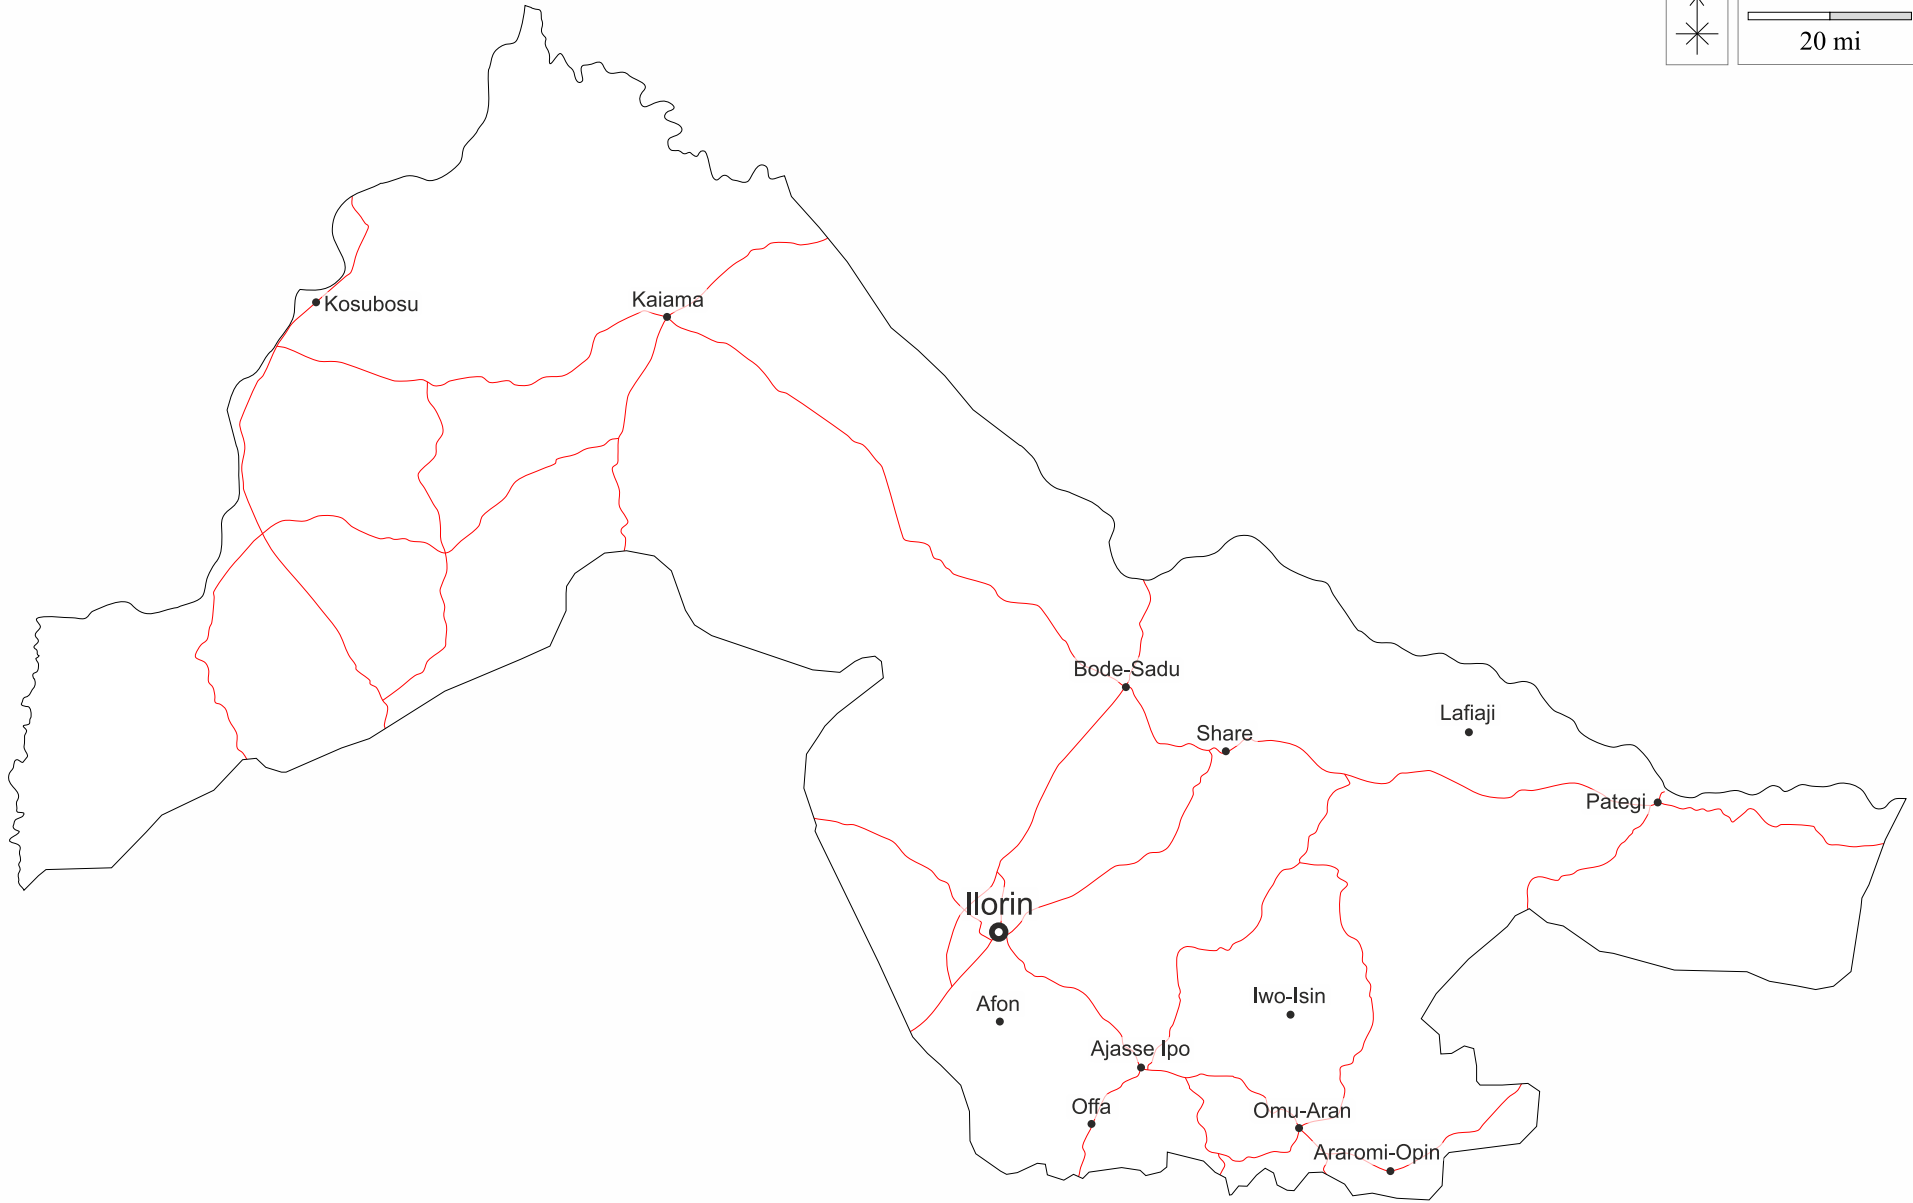 20 mi
Kosubosu
Kaiama
Bode-Sadu
Lafiaji
Share
Pategi
Ilorin
Iwo-Isin
Afon
Ajasse Ipo
Offa
Omu-Aran
Araromi-Opin